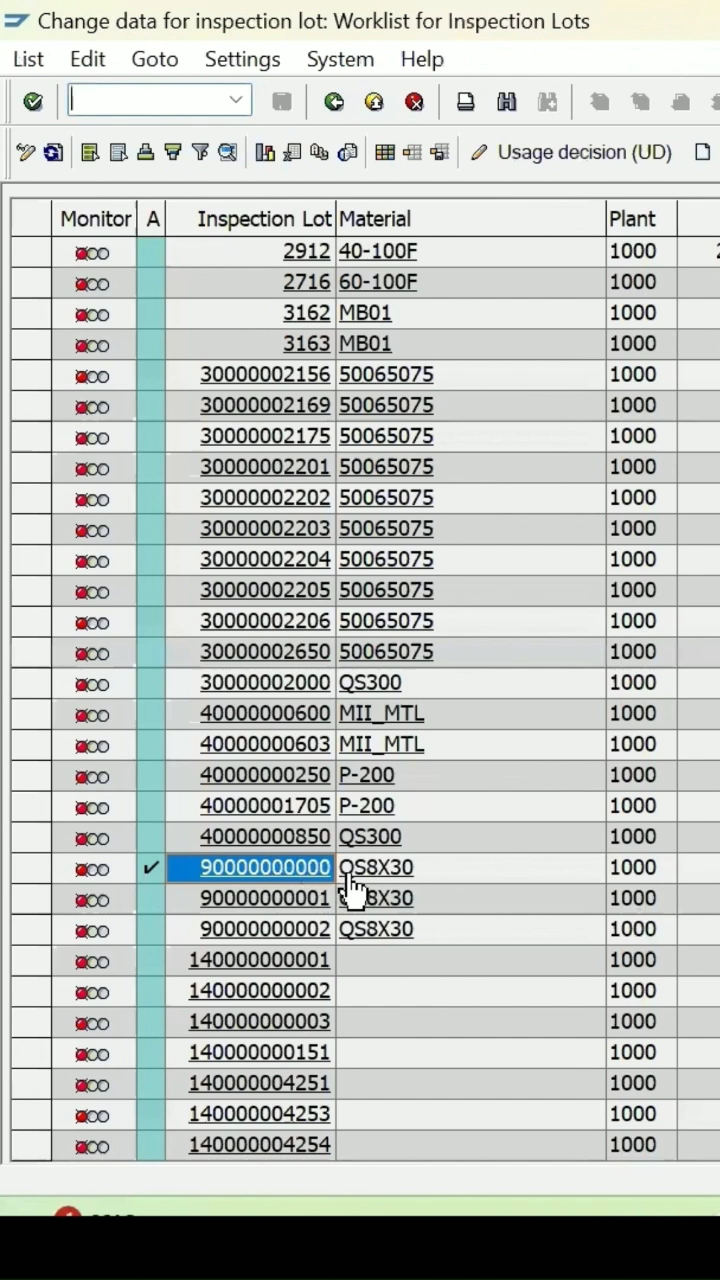 Change data for inspection lot: Worklist for Inspection Lots
List Edit Goto Settings System Help
Usage decision (UD)
Monitor A Inspection Lot Material Plant
2912 40-100F 1000
2716 60-100F 1000
3162 MB01 1000
3163 MB01 1000
30000002156 50065075 1000
30000002169 50065075 1000
30000002175 50065075 1000
30000002201 50065075 1000
30000002202 50065075 1000
30000002203 50065075 1000
30000002204 50065075 1000
30000002205 50065075 1000
30000002206 50065075 1000
30000002650 50065075 1000
30000002000 QS300 1000
40000000600 MII_MTL 1000
40000000603 MII_MTL 1000
40000000250 P-200 1000
40000001705 P-200 1000
40000000850 QS300 1000
90000000000 QS8X30 1000
90000000001 8X30 1000
90000000002 QS8X30 1000
140000000001 1000
140000000002 1000
140000000003 1000
140000000151 1000
140000004251 1000
140000004253 1000
140000004254 1000